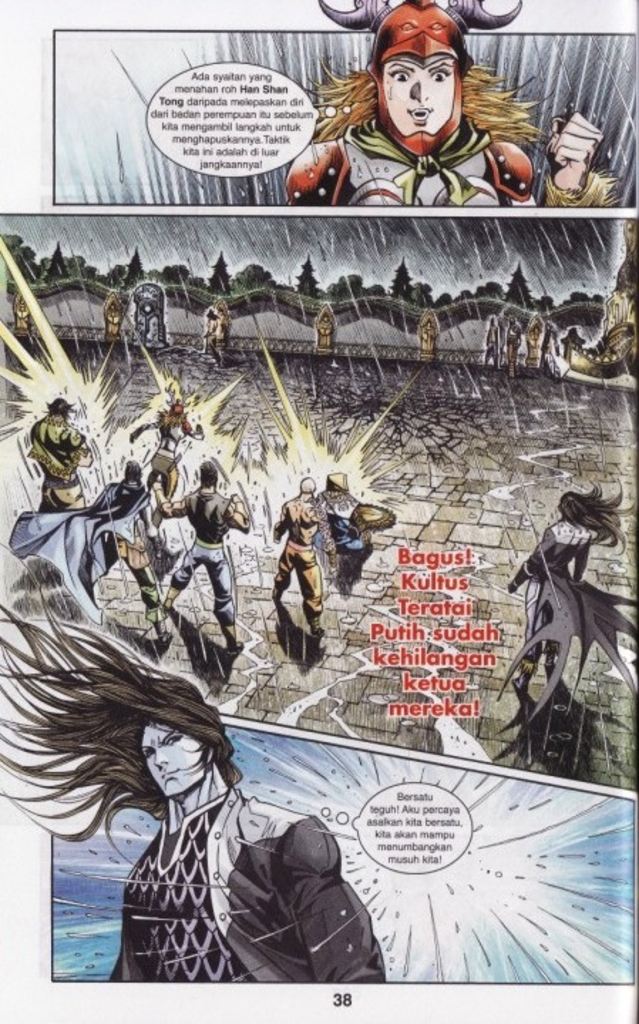 Ada syaitan yang
menahan roh Han Shan
Tong daripada melepaskan diri
dari badan perempuan itu sebelum
kita mengambil langkah untuk
menghapuskannya.Taktik
kita ini adalah di luar
jangkaannya!
Bagus!
Kultus
Teratai
Putih sudah
kehilangan
ketua
mereka!
Bersatu
teguh! Aku percaya
asalkan kita bersatu,
kita akan mampu
menumbangkan
musuh kita!
38